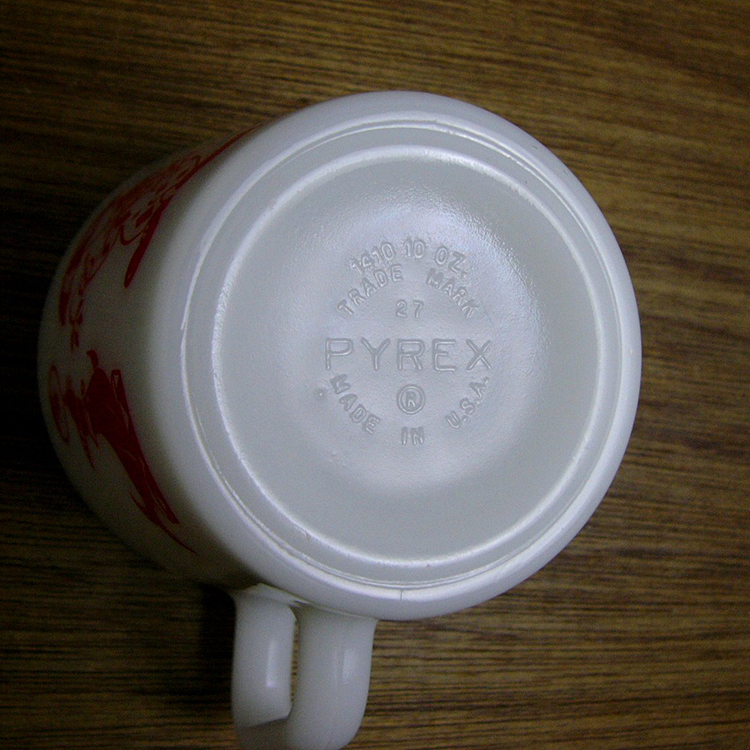 1410 10 OZ.
TRADE MARK
27
PYREX
®
MADE IN U.S.A.